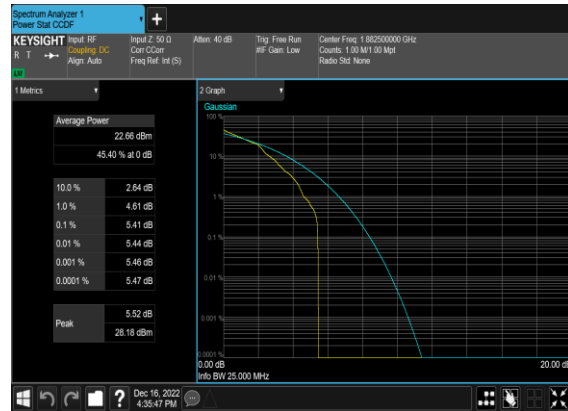 Spectrum Analyzer 1
Power Stat CCDF
KEYSIGHT
R T
LV
Input: RF
Coupling: DC
Align: Auto
Input Z: 50 Ω
Corr CCorr
Freq Ref: Int (S)
Atten: 40 dB
Trig: Free Run
#IF Gain: Low
Center Freq: 1.882500000 GHz
Counts: 1.00 M/1.00 Mpt
Radio Std: None
1 Metrics
Average Power
22.66 dBm
45.40 % at 0 dB
10.0 % 2.64 dB
1.0 % 4.61 dB
0.1 % 5.41 dB
0.01 % 5.44 dB
0.001 % 5.46 dB
0.0001 % 5.47 dB
Peak
5.52 dB
28.18 dBm
2 Graph
Gaussian
100 %
10 %
1 %
0.1 %
0.01 %
0.001 %
0.0001 %
0.00 dB
20.00 dB
Info BW 25.000 MHz
?
Dec 16, 2022
4:35:47 PM